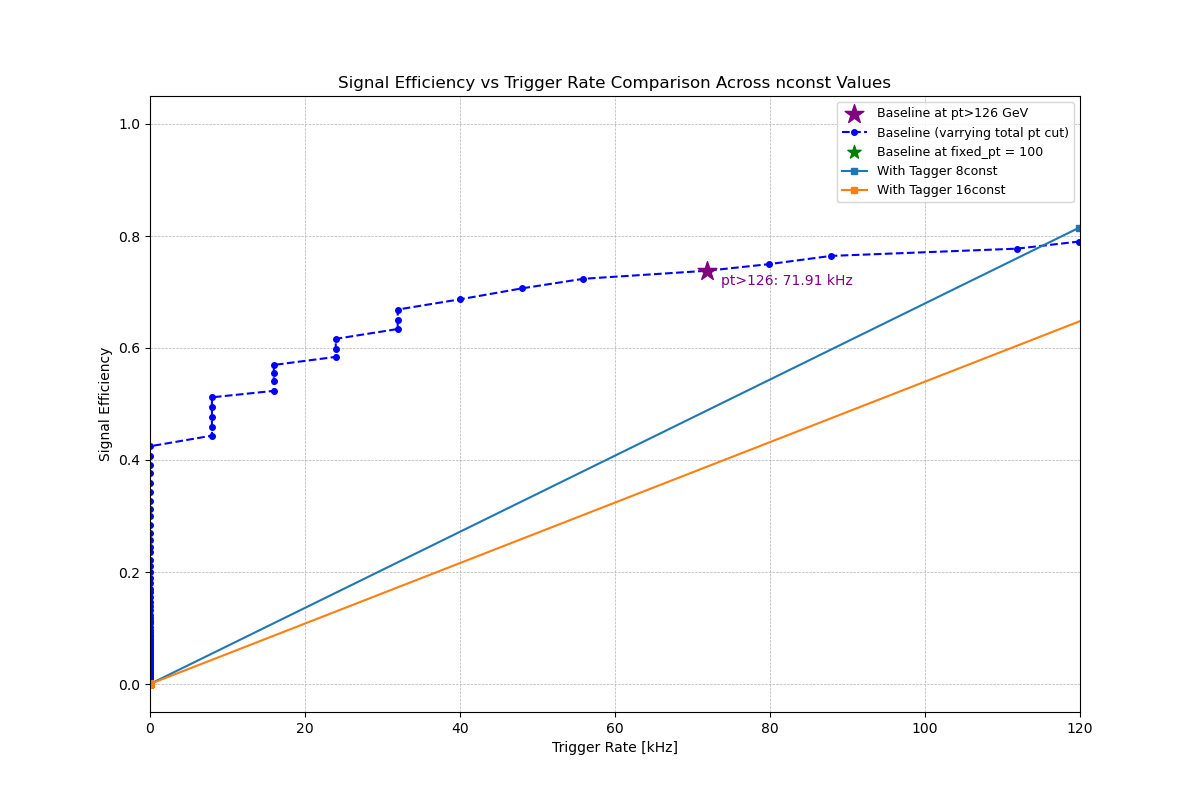 Signal Efficiency vs Trigger Rate Comparison Across nconst Values
Baseline at pt>126 GeV
Baseline (varrying total pt cut)
Baseline at fixed_pt = 100
With Tagger 8const
With Tagger 16const
1.0
0.8
0.6
0.4
0.2
0.0
Signal Efficiency
pt>126: 71.91 kHz
0 20 40 60 80 100 120
Trigger Rate [kHz]